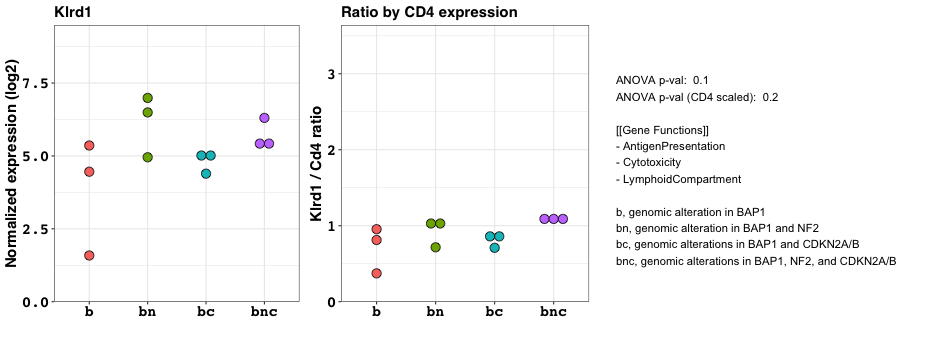 Klrd1
Normalized expression (log2)
7.5
5.0
2.5
0.0
b bn bc bnc
Ratio by CD4 expression
Klrd1 / Cd4 ratio
3
2
1
0
b bn bc bnc
ANOVA p-val: 0.1
ANOVA p-val (CD4 scaled): 0.2
[[Gene Functions]]
- AntigenPresentation
- Cytotoxicity
- LymphoidCompartment
b, genomic alteration in BAP1
bn, genomic alteration in BAP1 and NF2
bc, genomic alterations in BAP1 and CDKN2A/B
bnc, genomic alterations in BAP1, NF2, and CDKN2A/B